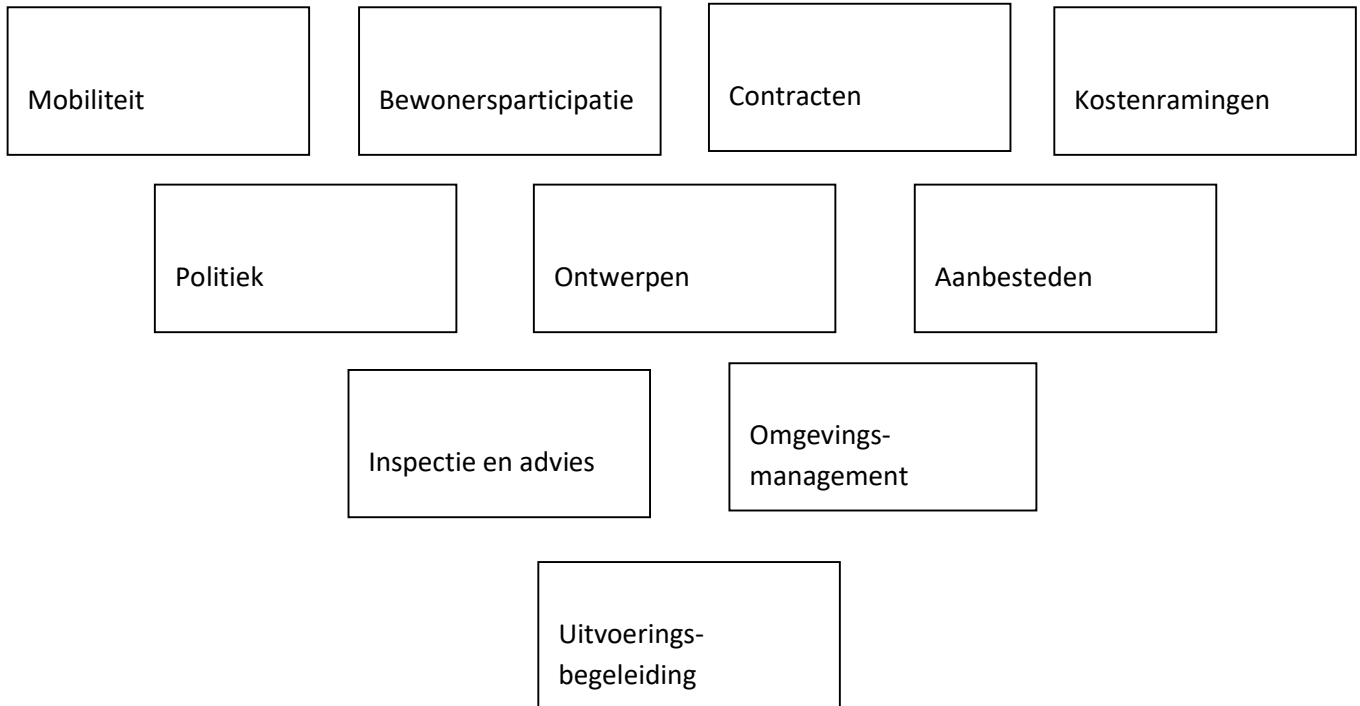 Mobiliteit
Bewonersparticipatie
Contracten
Kostenramingen
Politiek
Ontwerpen
Aanbesteden
Inspectie en advies
Omgevings-
management
Uitvoerings-
begeleiding